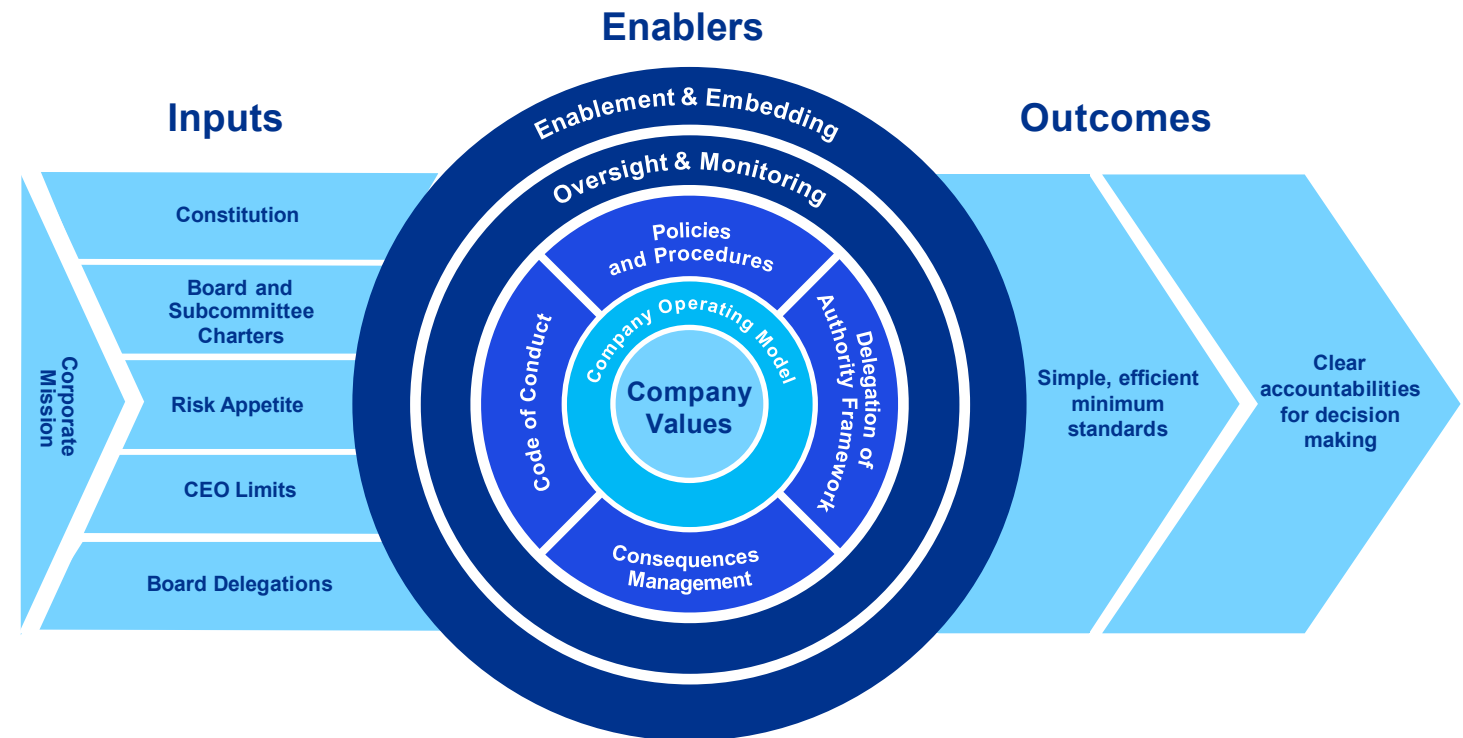 Enablers
Inputs
Outcomes
Corporate
Mission
Constitution
Board and
Subcommittee
Charters
Risk Appetite
CEO Limits
Board Delegations
Enablement & Embedding
Oversight & Monitoring
Policies
and Procedures
Code of Conduct
Delegation of
Authority Framework
Consequences
Management
Company Operating Model
Company
Values
Simple, efficient
minimum
standards
Clear
accountabilities
for decision
making